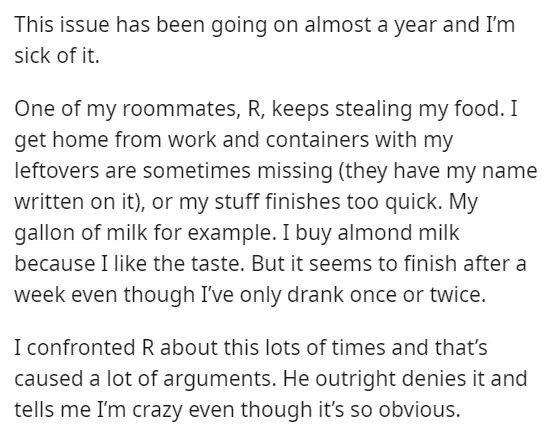 This issue has been going on almost a year and I’m
sick of it.
One of my roommates, R, keeps stealing my food. I
get home from work and containers with my
leftovers are sometimes missing (they have my name
written on it), or my stuff finishes too quick. My
gallon of milk for example. I buy almond milk
because I like the taste. But it seems to finish after a
week even though I’ve only drank once or twice.
I confronted R about this lots of times and that’s
caused a lot of arguments. He outright denies it and
tells me I’m crazy even though it’s so obvious.